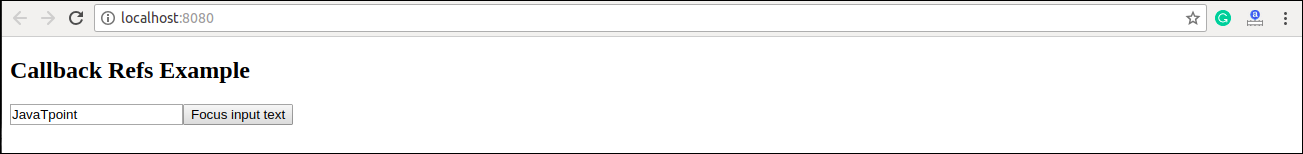 localhost:8080
Callback Refs Example
JavaTpoint Focus input text